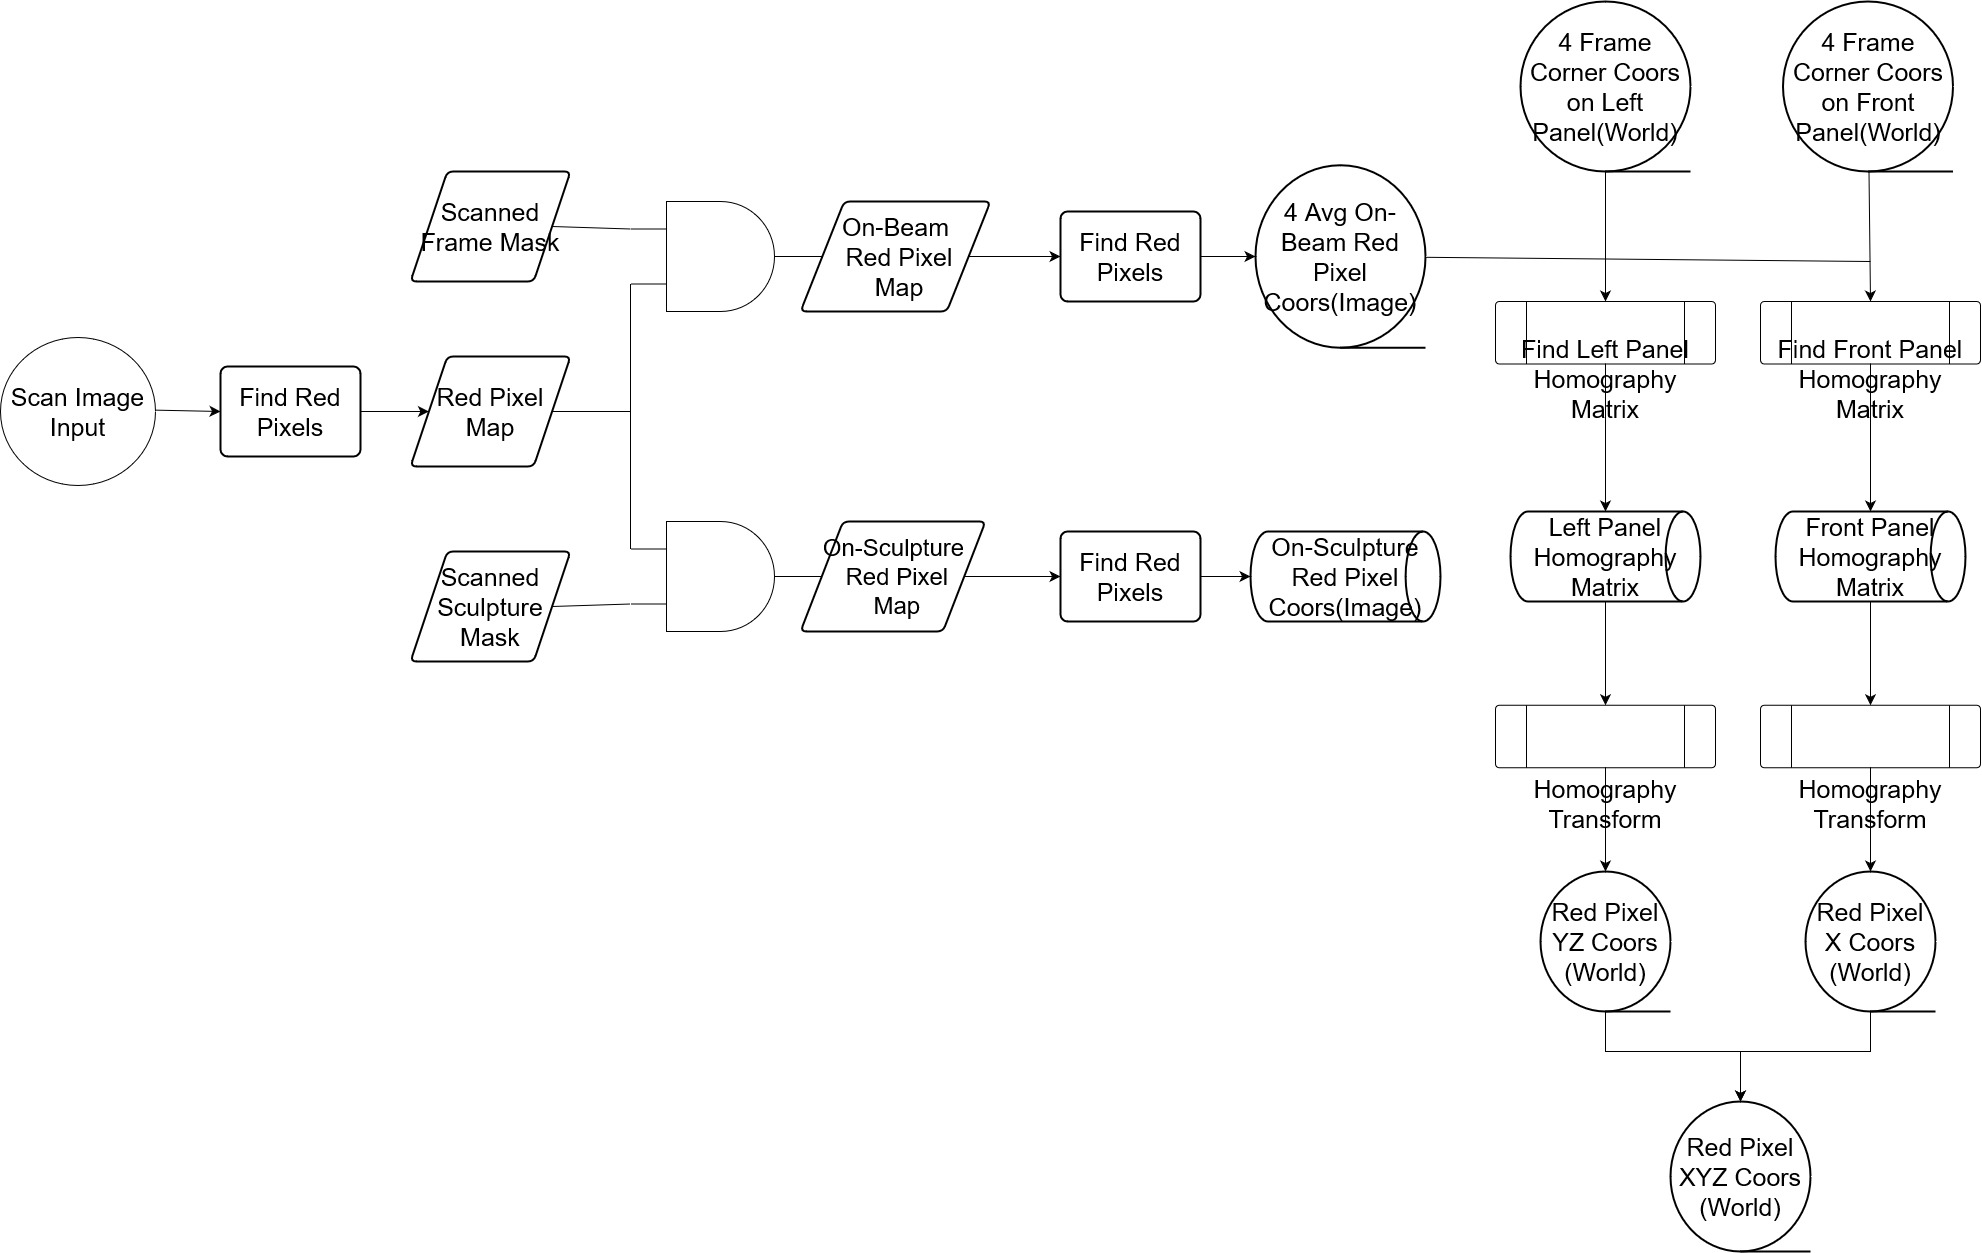 4 Frame
Corner Coors
on Left
Panel(World)
4 Frame
Corner Coors
on Front
Panel(World)
Scanned
Frame Mask
On-Beam
Red Pixel
Map
Find Red
Pixels
4 Avg On-
Beam Red
Pixel
Coors(Image)
Scan Image
Input
Find Red
Pixels
Red Pixel
Map
Find Left Panel
Homography
Matrix
Find Front Panel
Homography
Matrix
Scanned
Sculpture
Mask
On-Sculpture
Red Pixel
Map
Find Red
Pixels
On-Sculpture
Red Pixel
Coors(Image)
Left Panel
Homography
Matrix
Front Panel
Homography
Matrix
Homography
Transform
Homography
Transform
Red Pixel
YZ Coors
(World)
Red Pixel
X Coors
(World)
Red Pixel
XYZ Coors
(World)